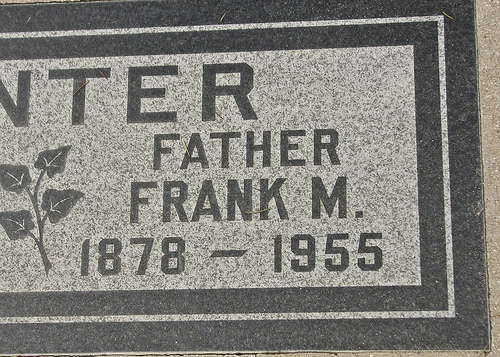 NTER
FATHER
FRANK M.
1878 – 1955